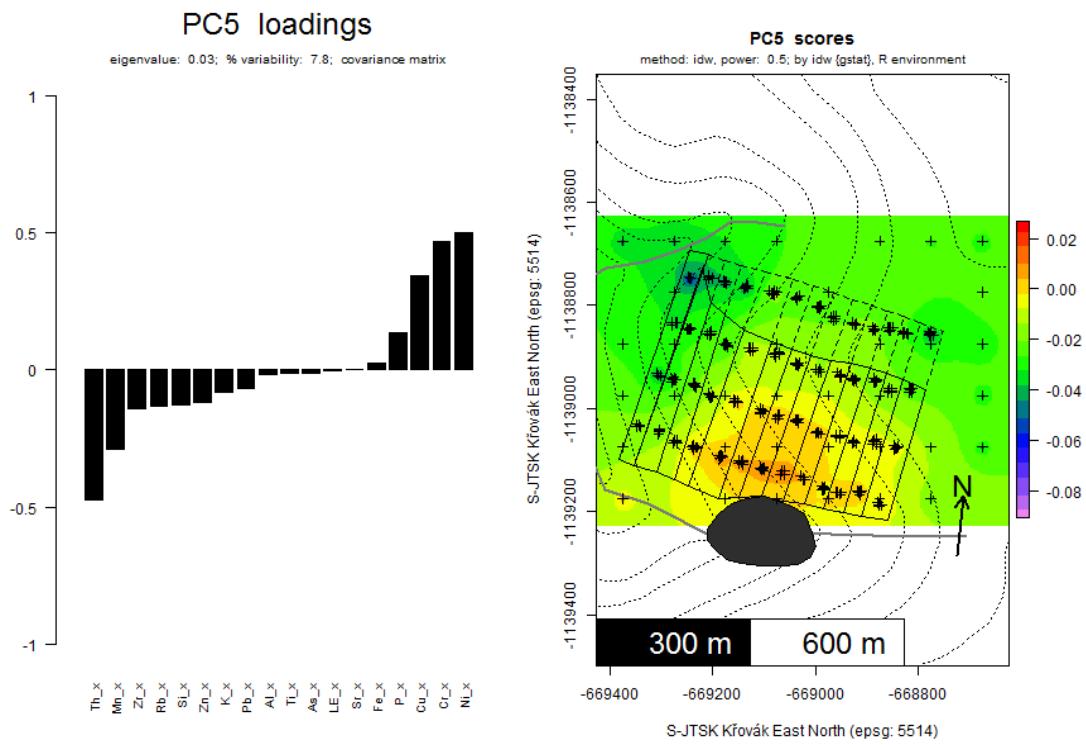 PC5 loadings
eigenvalue: 0.03; % variability: 7.8; covariance matrix
1
0.5
0
-0.5
-1
Th_x
Mn_x
Zr_x
Rb_x
Si_x
Zn_x
K_x
Pb_x
Al_x
Ti_x
As_x
LE_x
Sr_x
Fe_x
P_x
Cu_x
Cr_x
Ni_x
PC5 scores
method: idw, power: 0.5; by idw {gstat}, R environment
S-JTSK Křovák East North (epsg: 5514)
-1138400
-1138600
-1138800
-1139000
-1139200
-1139400
0.02
0.00
-0.02
-0.04
-0.06
-0.08
N
300 m
600 m
-669400
-669200
-669000
-668800
S-JTSK Křovák East North (epsg: 5514)